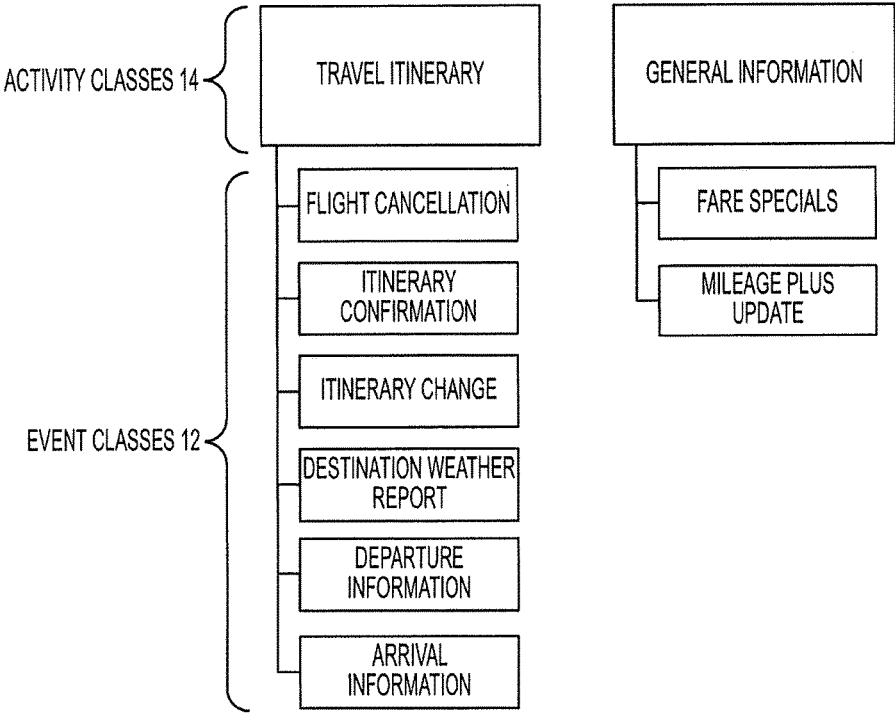 ACTIVITY CLASSES 14
TRAVEL ITINERARY
GENERAL INFORMATION
EVENT CLASSES 12
FLIGHT CANCELLATION
ITINERARY
CONFIRMATION
ITINERARY CHANGE
DESTINATION WEATHER
REPORT
DEPARTURE
INFORMATION
ARRIVAL
INFORMATION
FARE SPECIALS
MILEAGE PLUS
UPDATE